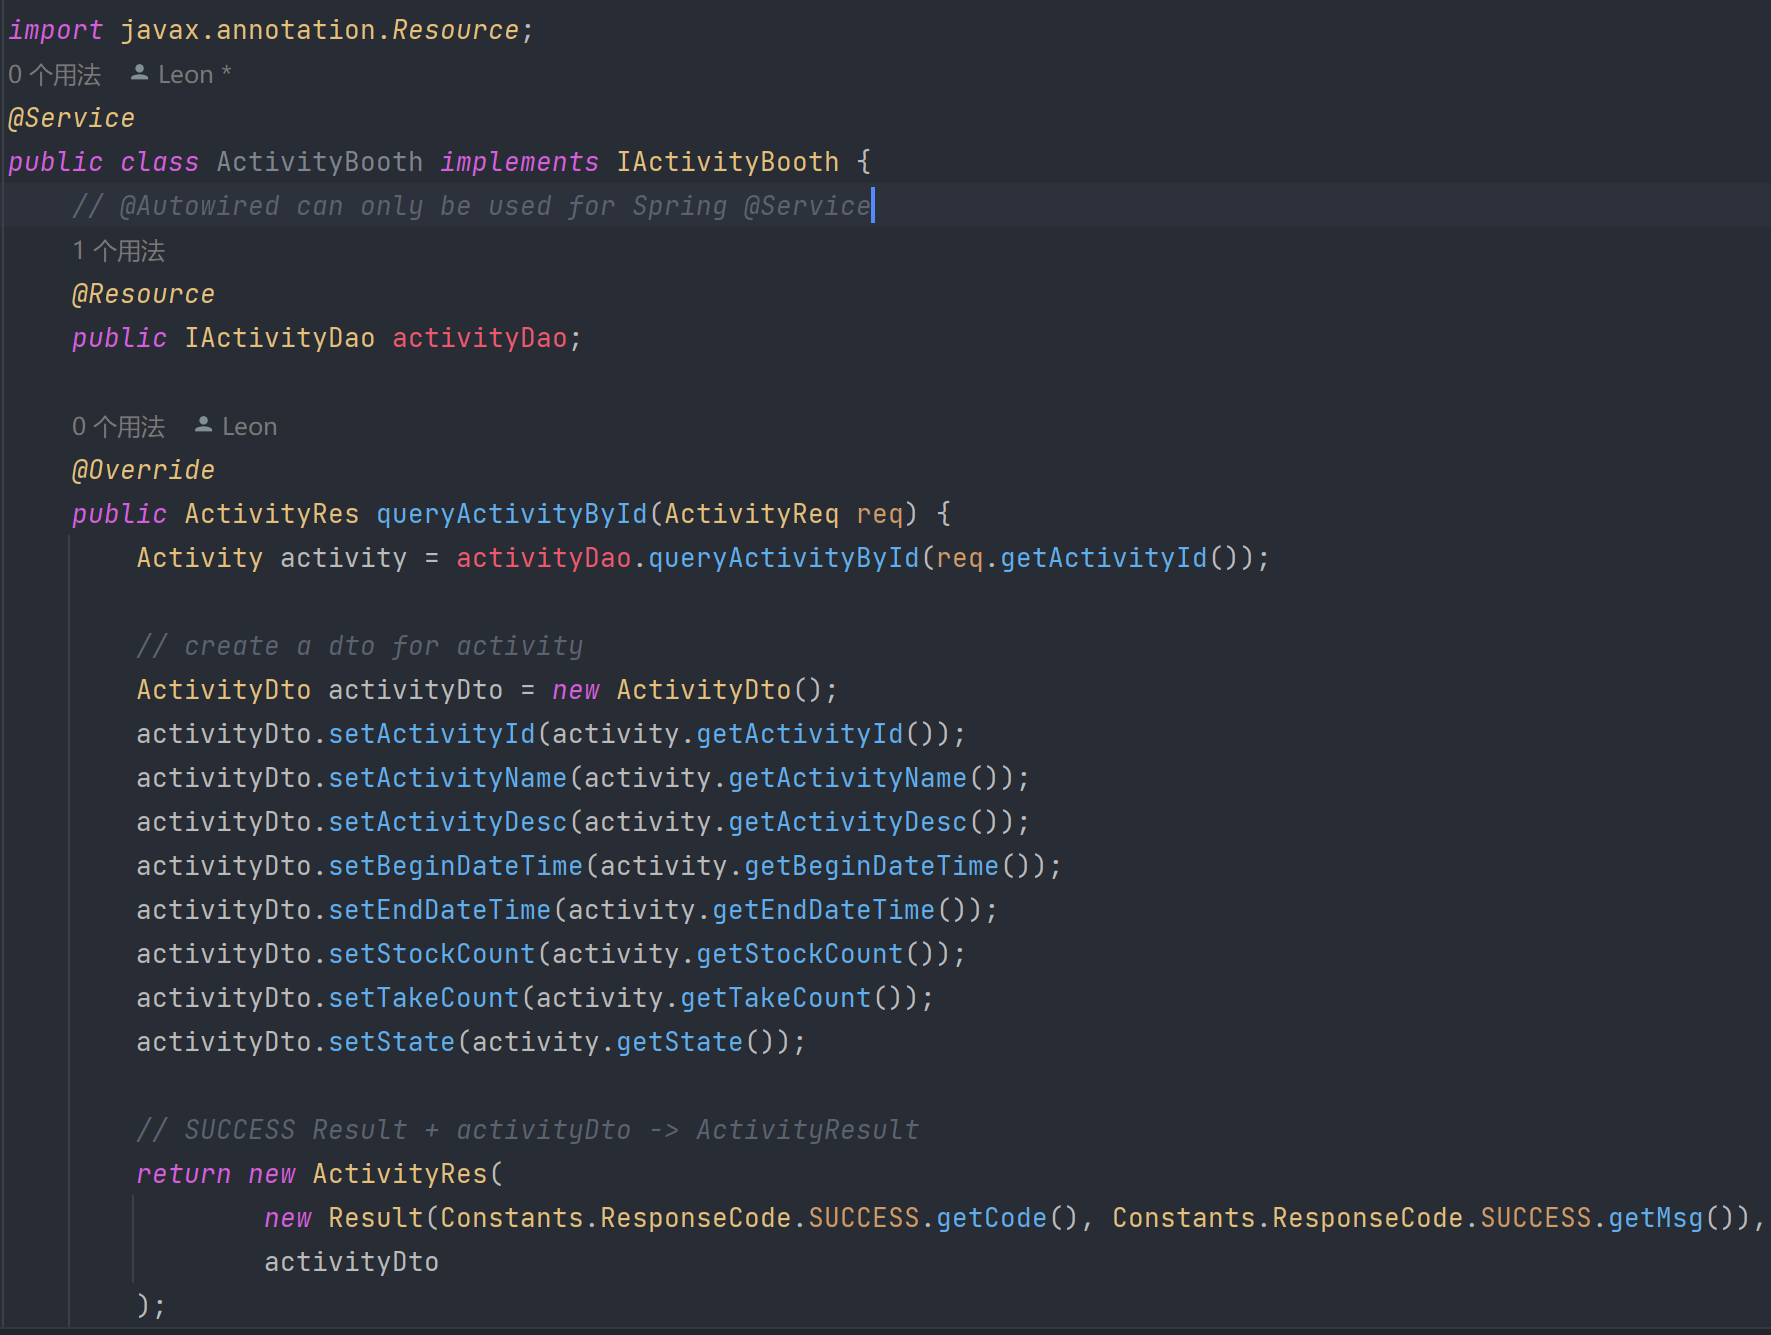 import javax.annotation.Resource;
0 个用法 Leon *
@Service
public class ActivityBooth implements IActivityBooth {
// @Autowired can only be used for Spring @Service
1 个用法
@Resource
public IActivityDao activityDao;
0 个用法 Leon
@Override
public ActivityRes queryActivityById(ActivityReq req) {
Activity activity = activityDao.queryActivityById(req.getActivityId());
// create a dto for activity
ActivityDto activityDto = new ActivityDto();
activityDto.setActivityId(activity.getActivityId());
activityDto.setActivityName(activity.getActivityName());
activityDto.setActivityDesc(activity.getActivityDesc());
activityDto.setBeginDateTime(activity.getBeginDateTime());
activityDto.setEndDateTime(activity.getEndDateTime());
activityDto.setStockCount(activity.getStockCount());
activityDto.setTakeCount(activity.getTakeCount());
activityDto.setState(activity.getState());
// SUCCESS Result + activityDto -> ActivityResult
return new ActivityRes(
new Result(Constants.ResponseCode.SUCCESS.getCode(), Constants.ResponseCode.SUCCESS.getMsg()),
activityDto
);